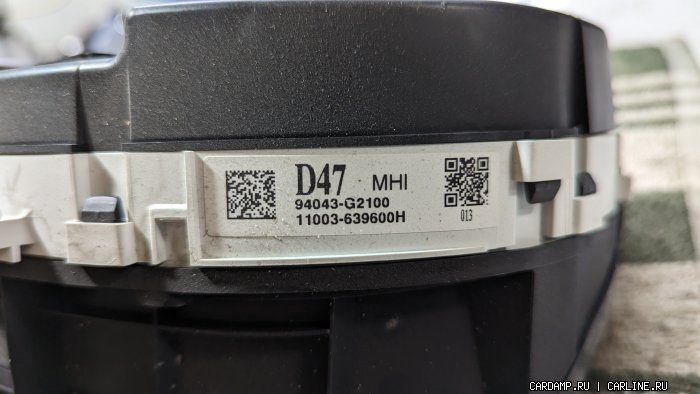 D47 MHI
94043-G2100
11003-639600H
013
CARDAMP.RU | CARLINE.RU